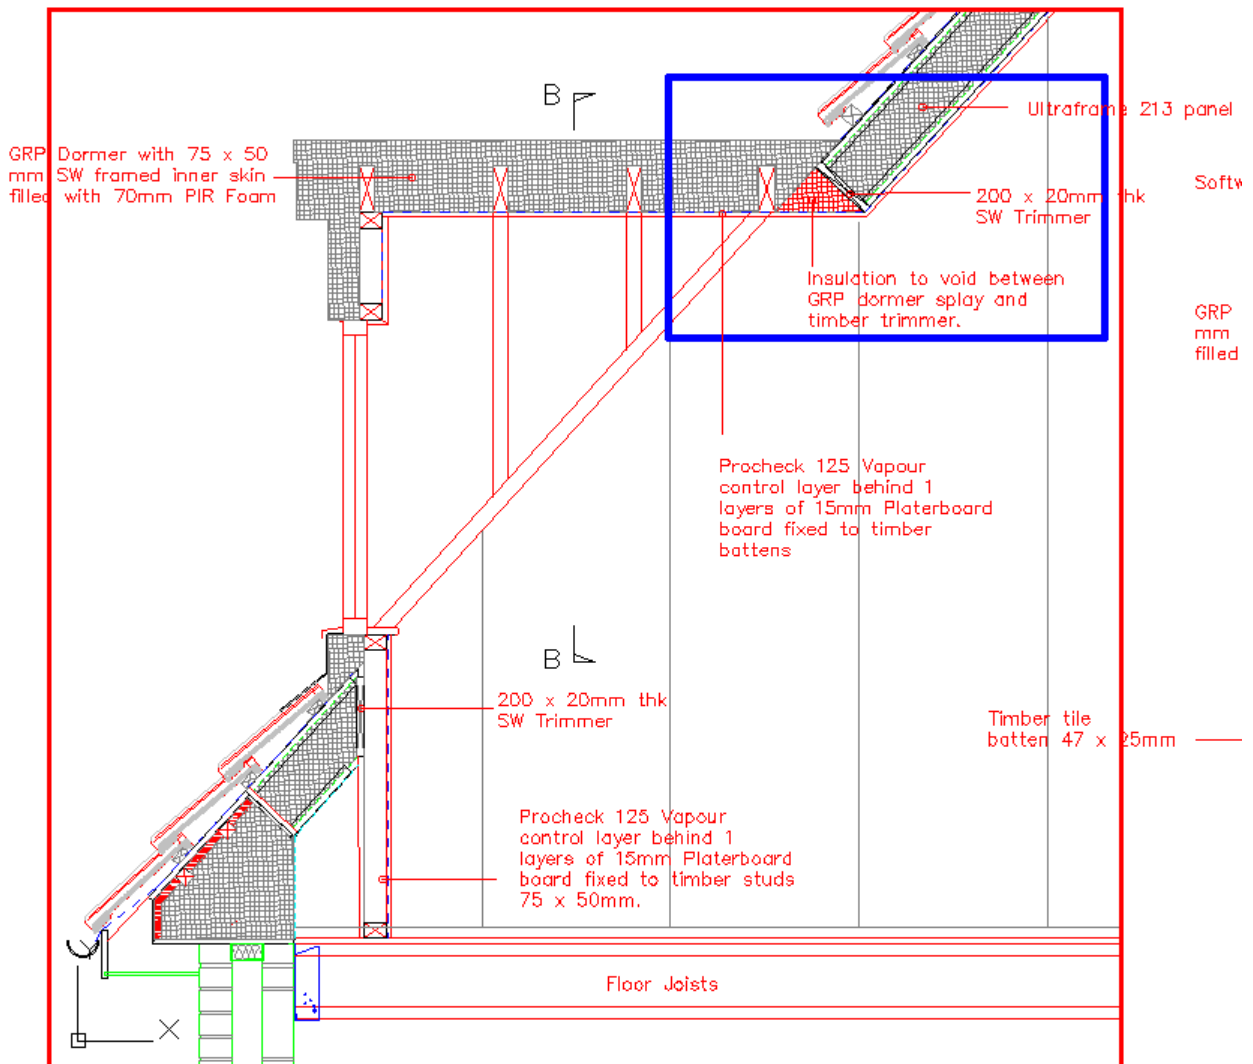 B
Ultraframe 213 panel
GRP Dormer with 75 x 50
mm SW framed inner skin
filled with 70mm PIR Foam
200 x 20mm thk
SW Trimmer
Softw
Insulation to void between
GRP dormer splay and
timber trimmer.
GRP
mm
filled
Procheck 125 Vapour
control layer behind 1
layers of 15mm Platerboard
board fixed to timber
battens
B
200 x 20mm thk
SW Trimmer
Timber tile
batten 47 x 25mm
Procheck 125 Vapour
control layer behind 1
layers of 15mm Platerboard
board fixed to timber studs
75 x 50mm.
Floor Joists
X